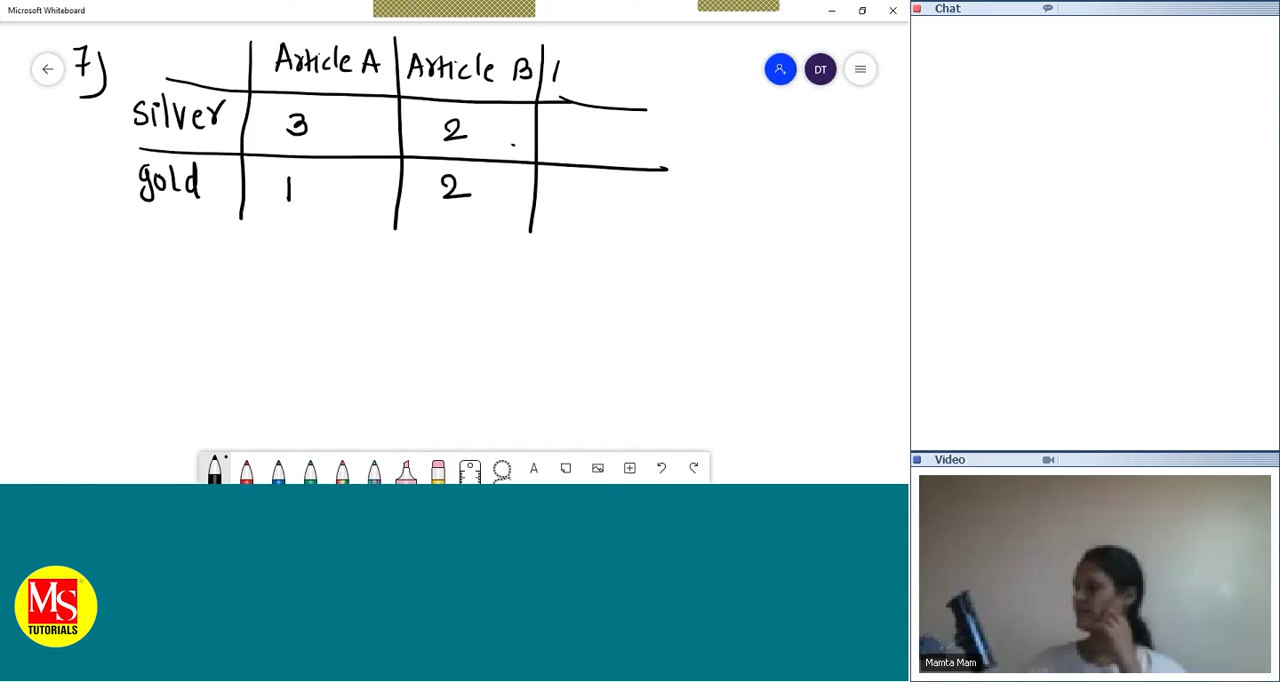 Microsoft Whiteboard
Chat
7)
Article A Article B
silver 3 2
gold 1 2
DT
A
Video
Mamta Mam
MS
TUTORIALS